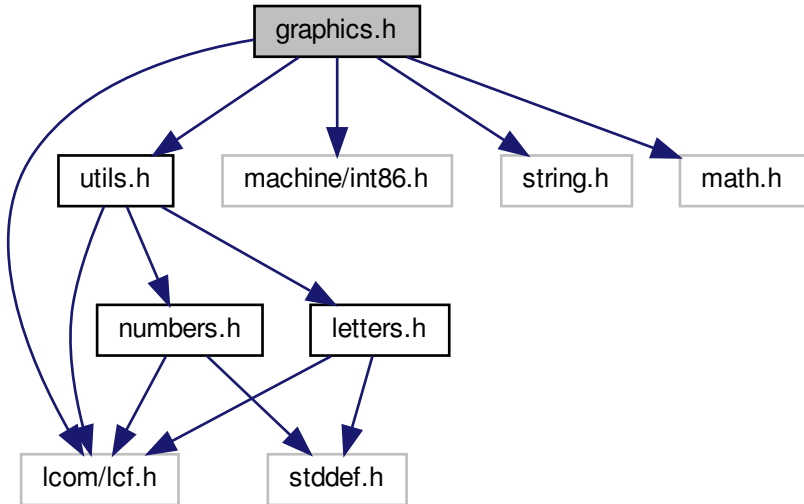 graphics.h
utils.h
machine/int86.h
string.h
math.h
numbers.h
letters.h
lcom/lcf.h
stddef.h